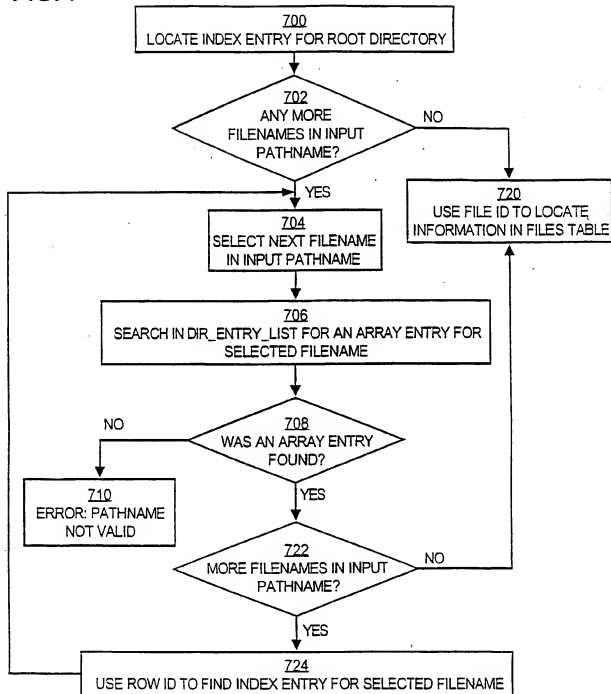 700
LOCATE INDEX ENTRY FOR ROOT DIRECTORY
702
ANY MORE
FILENAMES IN INPUT
PATHNAME?
NO
YES
720
USE FILE ID TO LOCATE
INFORMATION IN FILES TABLE
704
SELECT NEXT FILENAME
IN INPUT PATHNAME
706
SEARCH IN DIR_ENTRY_LIST FOR AN ARRAY ENTRY FOR
SELECTED FILENAME
708
WAS AN ARRAY ENTRY
FOUND?
NO
YES
710
ERROR: PATHNAME
NOT VALID
722
MORE FILENAMES IN INPUT
PATHNAME?
NO
YES
724
USE ROW ID TO FIND INDEX ENTRY FOR SELECTED FILENAME